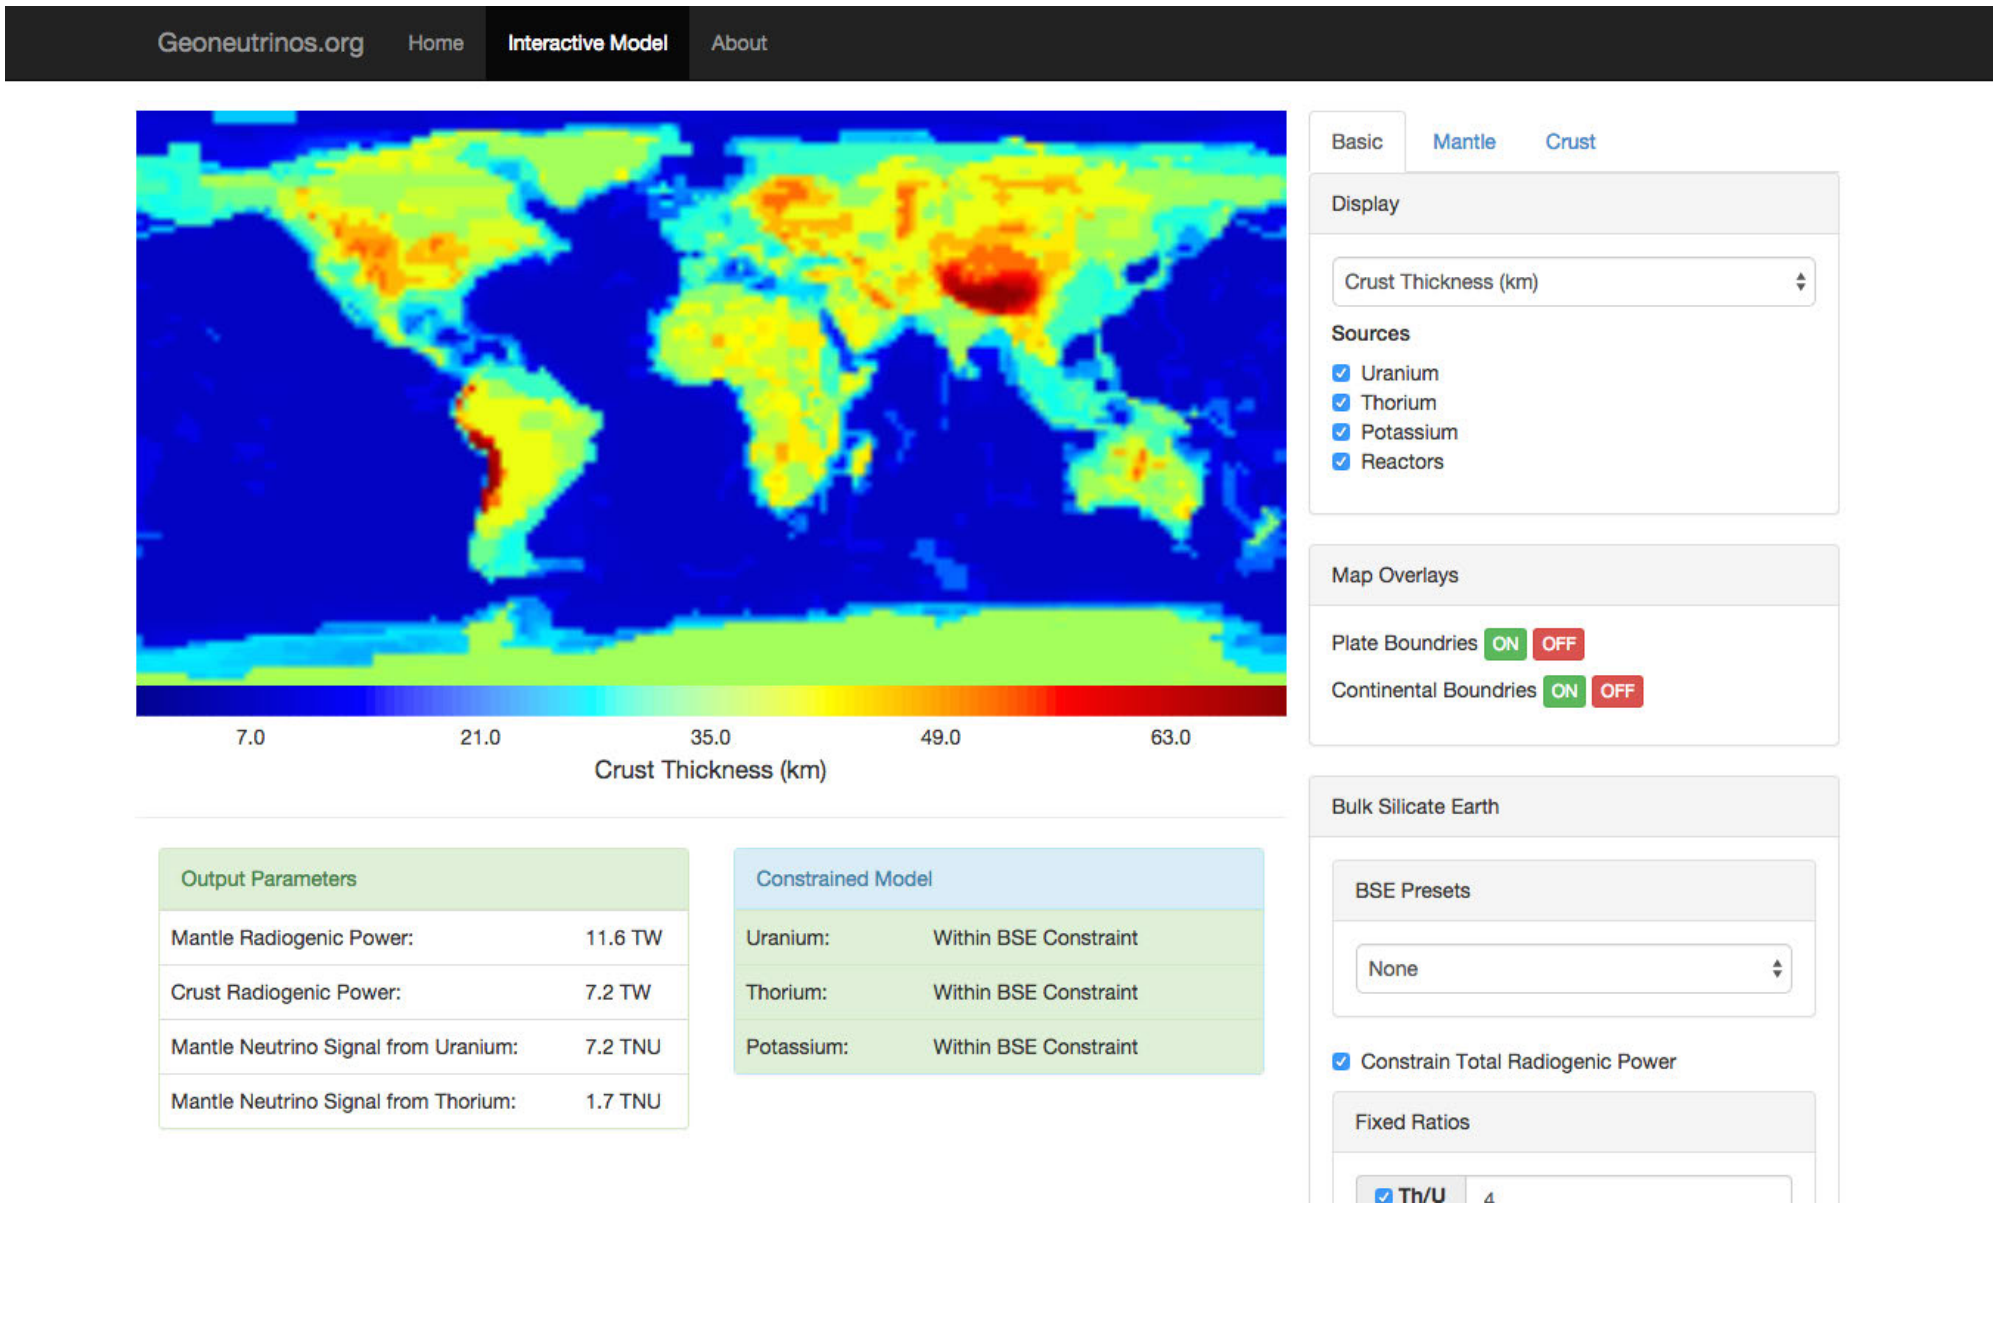 Geoneutrinos.org Home Interactive Model About
Basic Mantle Crust
Display
Crust Thickness (km)
Sources
Uranium
Thorium
Potassium
Reactors
Map Overlays
Plate Boundries ON OFF
Continental Boundries ON OFF
7.0 21.0 35.0 49.0 63.0
Crust Thickness (km)
Output Parameters
Mantle Radiogenic Power: 11.6 TW
Crust Radiogenic Power: 7.2 TW
Mantle Neutrino Signal from Uranium: 7.2 TNU
Mantle Neutrino Signal from Thorium: 1.7 TNU
Constrained Model
Uranium: Within BSE Constraint
Thorium: Within BSE Constraint
Potassium: Within BSE Constraint
Bulk Silicate Earth
BSE Presets
None
Constrain Total Radiogenic Power
Fixed Ratios
Th/U 4